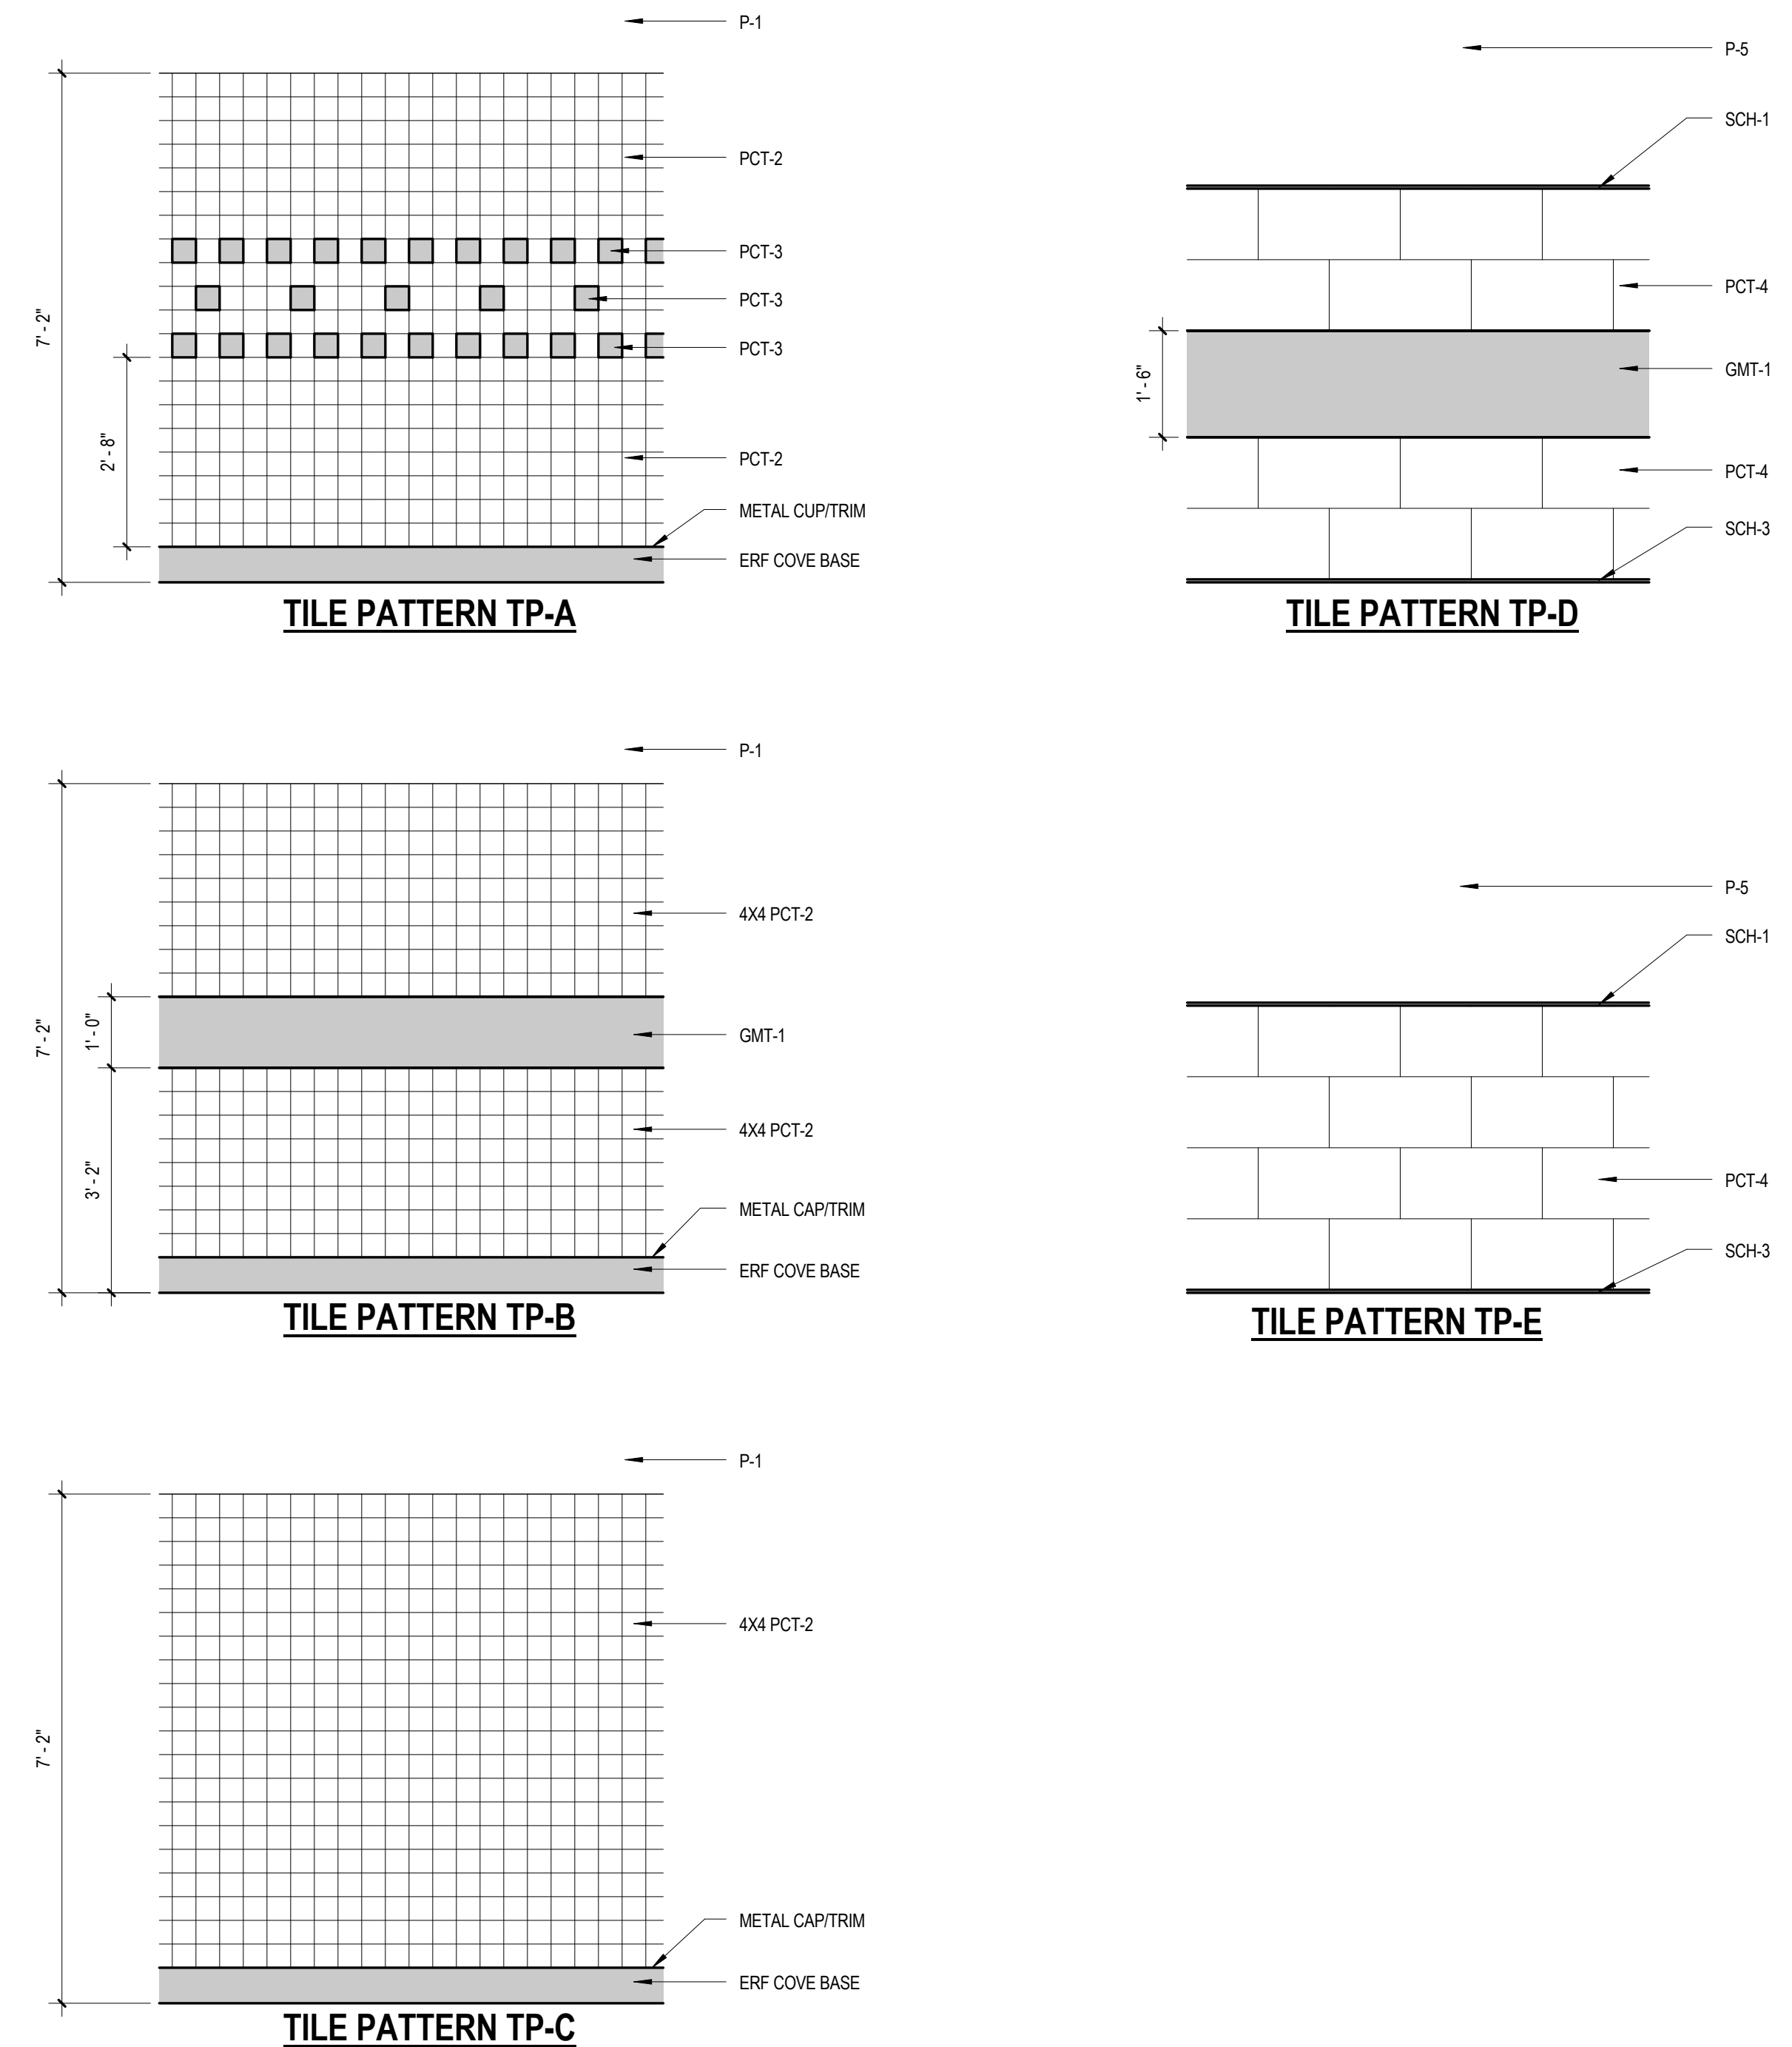 P-1
7' - 2"
PCT-2
PCT-3
PCT-3
PCT-3
2' - 8"
PCT-2
METAL CUP/TRIM
ERF COVE BASE
TILE PATTERN TP-A
P-5
SCH-1
PCT-4
1' - 6"
GMT-1
PCT-4
SCH-3
TILE PATTERN TP-D
P-1
4X4 PCT-2
7' - 2"
1' - 0"
GMT-1
4X4 PCT-2
3' - 2"
METAL CAP/TRIM
ERF COVE BASE
TILE PATTERN TP-B
P-5
SCH-1
PCT-4
SCH-3
TILE PATTERN TP-E
P-1
4X4 PCT-2
7' - 2"
METAL CAP/TRIM
ERF COVE BASE
TILE PATTERN TP-C